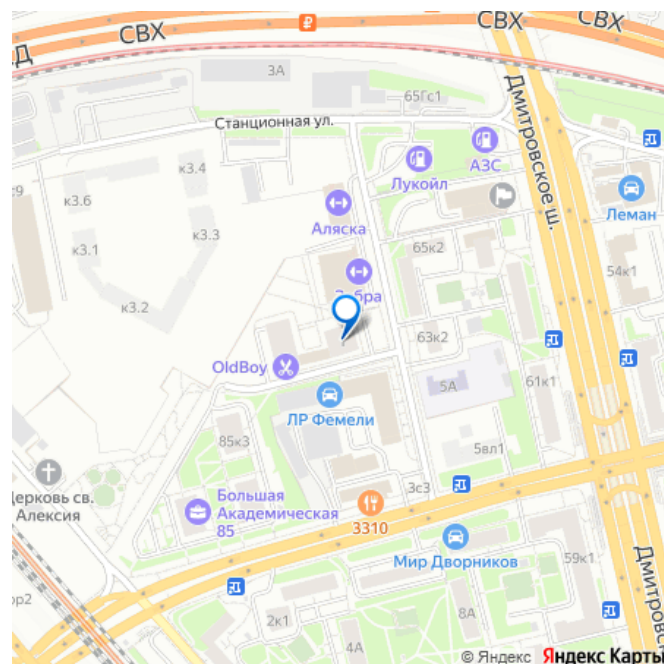 СВХ
СВХ
Д
3А
65Гс1
Станционная ул.
Дмитровское ш.
АЗС
Лукойл
к3.4
к3.6
с9
Леман
Аляска
к3.3
к3.1
65к2
54к1
к3.2
63к2
OldBoy
61к1
5А
ЛР Фемели
85к3
5вл1
3с3
Церковь св.
Алексия
Большая
Академическая
85
3310
Мир Дворников
59к1
2к1
8А
4А
© Яндекс Яндекс Карты